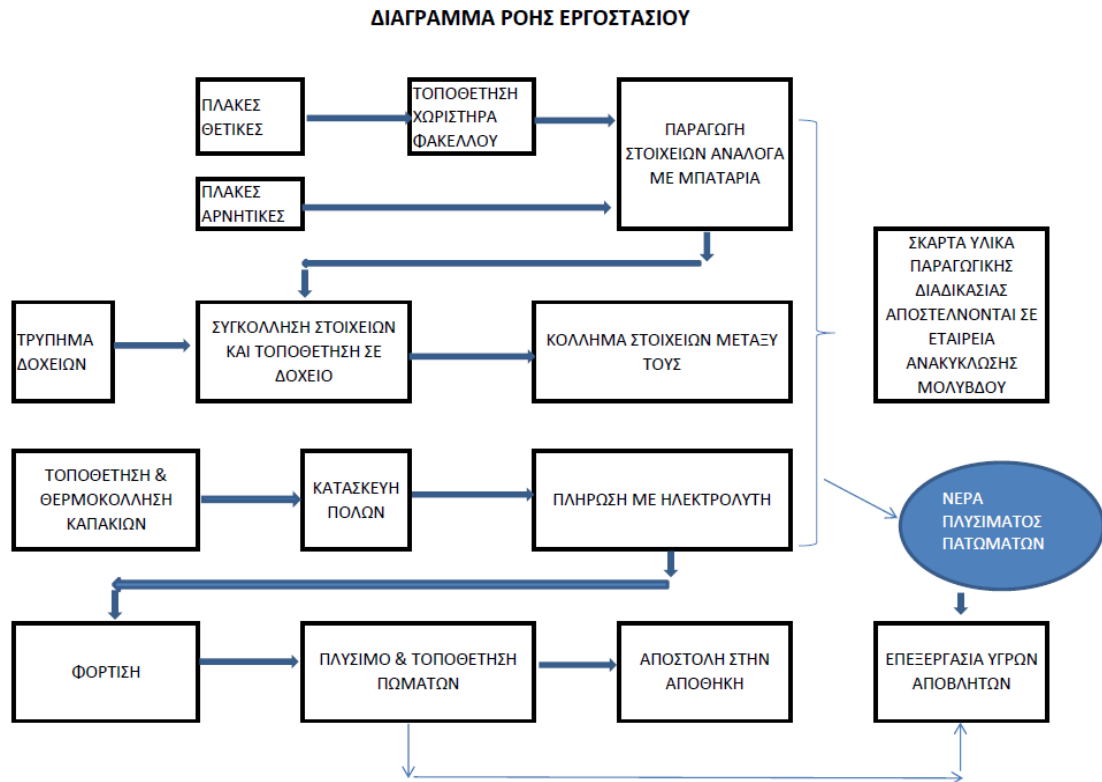 ΔΙΑΓΡΑΜΜΑ ΡΟΗΣ ΕΡΓΟΣΤΑΣΙΟΥ
ΠΛΑΚΕΣ
ΘΕΤΙΚΕΣ
ΤΟΠΟΘΕΤΗΣΗ
ΧΩΡΙΣΤΗΡΑ
ΦΑΚΕΛΛΟΥ
ΠΑΡΑΓΩΓΗ
ΣΤΟΙΧΕΙΩΝ ΑΝΑΛΟΓΑ
ΜΕ ΜΠΑΤΑΡΙΑ
ΠΛΑΚΕΣ
ΑΡΝΗΤΙΚΕΣ
ΣΚΑΡΤΑ ΥΛΙΚΑ
ΠΑΡΑΓΩΓΙΚΗΣ
ΔΙΑΔΙΚΑΣΙΑΣ
ΑΠΟΣΤΕΛΝΟΝΤΑΙ ΣΕ
ΕΤΑΙΡΕΙΑ
ΑΝΑΚΥΚΛΩΣΗΣ
ΜΟΛΥΒΔΟΥ
ΤΡΥΠΗΜΑ
ΔΟΧΕΙΩΝ
ΣΥΓΚΟΛΛΗΣΗ ΣΤΟΙΧΕΙΩΝ
ΚΑΙ ΤΟΠΟΘΕΤΗΣΗ ΣΕ
ΔΟΧΕΙΟ
ΚΟΛΛΗΜΑ ΣΤΟΙΧΕΙΩΝ ΜΕΤΑΞΥ
ΤΟΥΣ
ΤΟΠΟΘΕΤΗΣΗ &
ΘΕΡΜΟΚΟΛΛΗΣΗ
ΚΑΠΑΚΙΩΝ
ΚΑΤΑΣΚΕΥΗ
ΠΟΛΩΝ
ΠΛΗΡΩΣΗ ΜΕ ΗΛΕΚΤΡΟΛΥΤΗ
ΝΕΡΑ
ΠΛΥΣΙΜΑΤΟΣ
ΠΑΤΩΜΑΤΩΝ
ΦΟΡΤΙΣΗ
ΠΛΥΣΙΜΟ & ΤΟΠΟΘΕΤΗΣΗ
ΠΩΜΑΤΩΝ
ΑΠΟΣΤΟΛΗ ΣΤΗΝ
ΑΠΟΘΗΚΗ
ΕΠΕΞΕΡΓΑΣΙΑ ΥΓΡΩΝ
ΑΠΟΒΛΗΤΩΝ